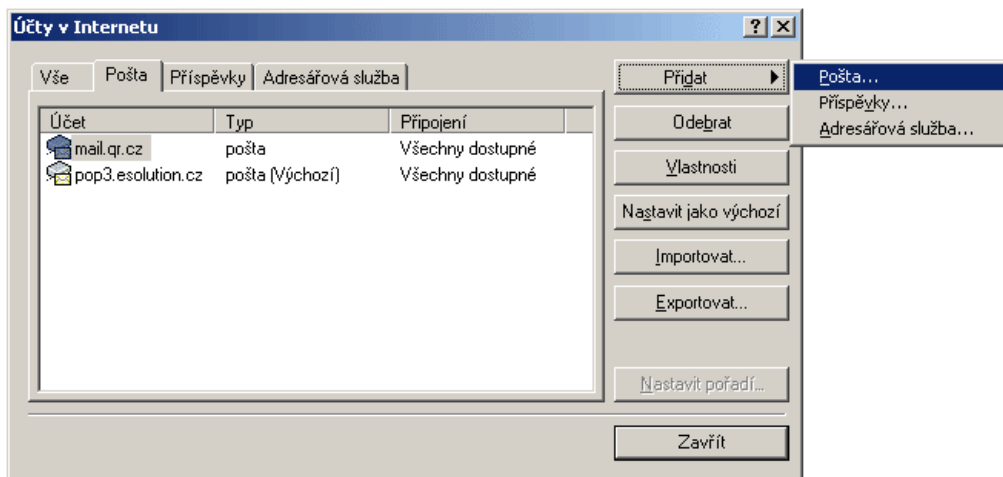 Účty v Internetu
Vše Pošta Příspěvky Adresářová služba
Účet Typ Připojení
mail.qr.cz pošta Všechny dostupné
pop3.esolution.cz pošta (Výchozí) Všechny dostupné
Přidat
Odebrat
Vlastnosti
Nastavit jako výchozí
Importovat...
Exportovat...
Nastavit pořadí...
Zavřít
Pošta...
Příspěvky...
Adresářová služba...